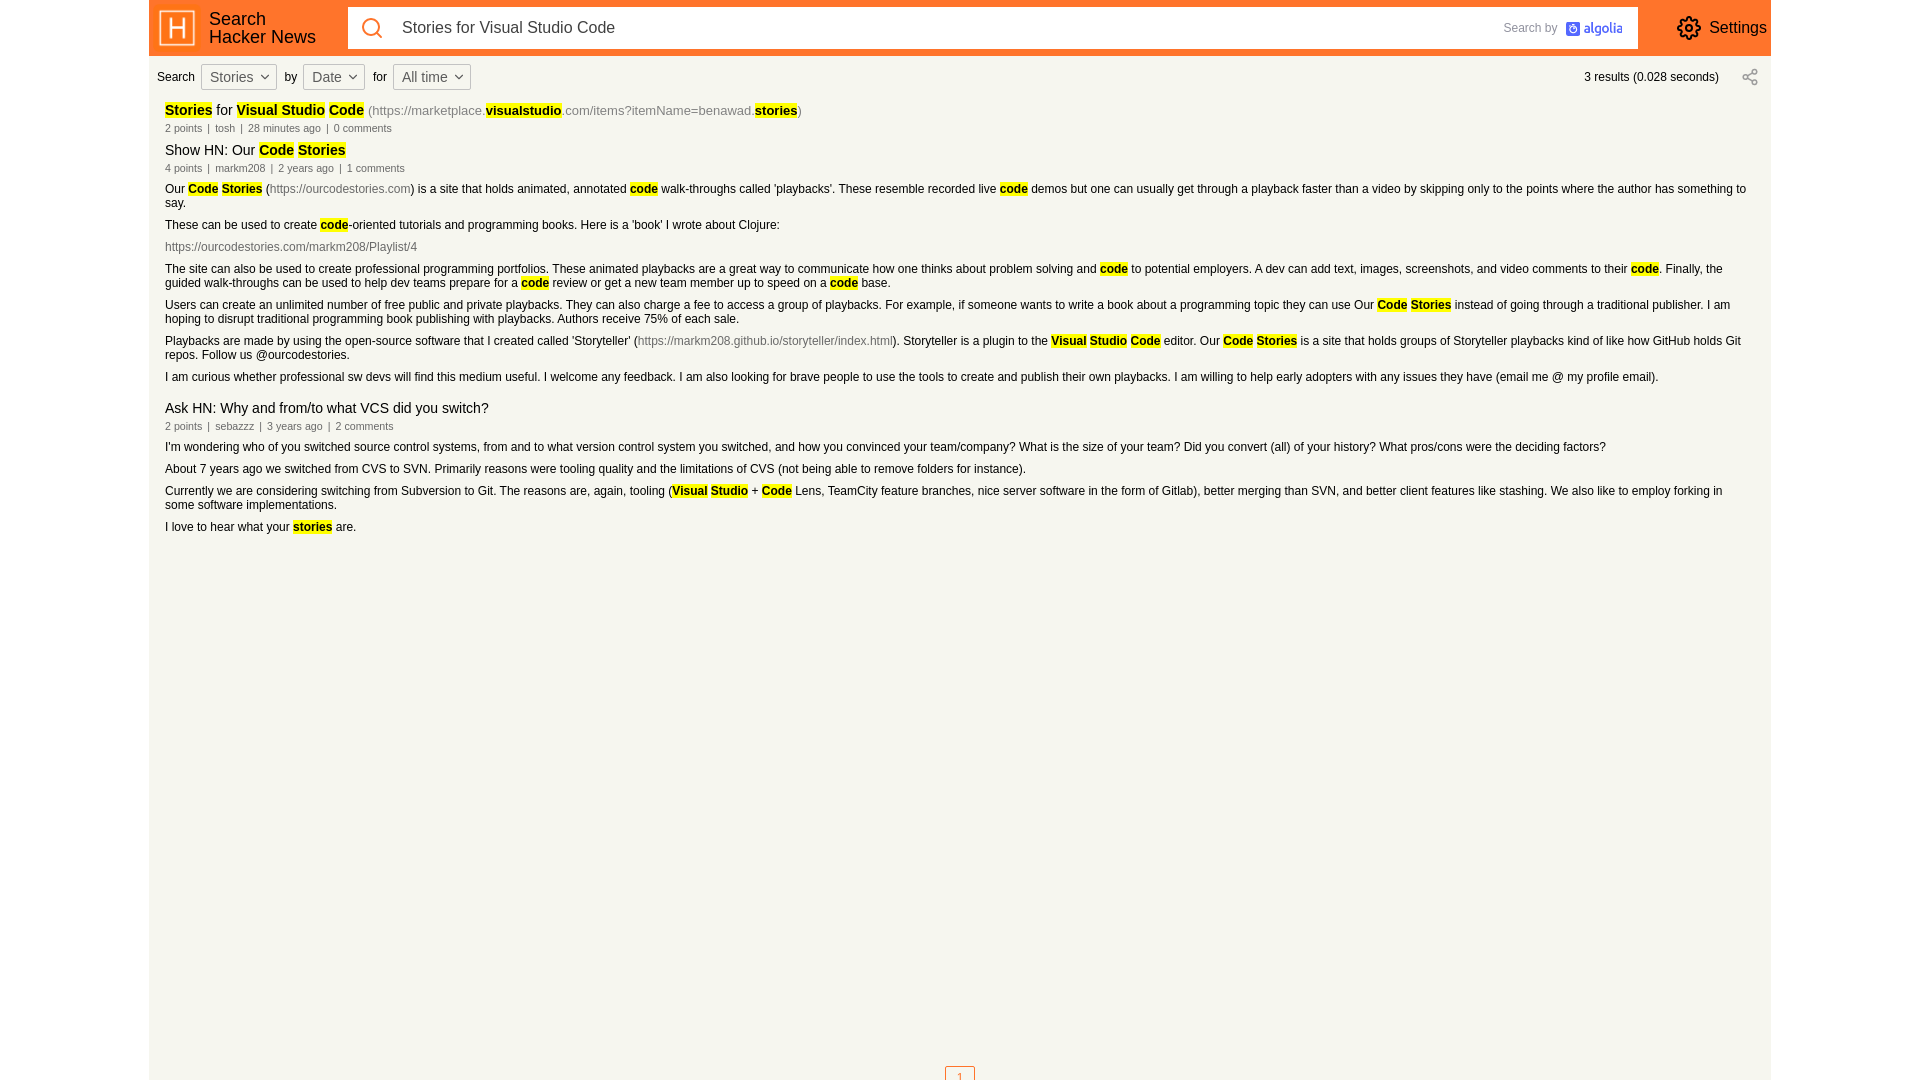 H
Search
Hacker News
Stories for Visual Studio Code
Search by algolia
Settings
Search Stories by Date for All time
3 results (0.028 seconds)
Stories for Visual Studio Code (https://marketplace.visualstudio.com/items?itemName=benawad.stories)
2 points | tosh | 28 minutes ago | 0 comments
Show HN: Our Code Stories
4 points | markm208 | 2 years ago | 1 comments
Our Code Stories (https://ourcodestories.com) is a site that holds animated, annotated code walk-throughs called 'playbacks'. These resemble recorded live code demos but one can usually get through a playback faster than a video by skipping only to the points where the author has something to
say.
These can be used to create code-oriented tutorials and programming books. Here is a 'book' I wrote about Clojure:
https://ourcodestories.com/markm208/Playlist/4
The site can also be used to create professional programming portfolios. These animated playbacks are a great way to communicate how one thinks about problem solving and code to potential employers. A dev can add text, images, screenshots, and video comments to their code. Finally, the
guided walk-throughs can be used to help dev teams prepare for a code review or get a new team member up to speed on a code base.
Users can create an unlimited number of free public and private playbacks. They can also charge a fee to access a group of playbacks. For example, if someone wants to write a book about a programming topic they can use Our Code Stories instead of going through a traditional publisher. I am
hoping to disrupt traditional programming book publishing with playbacks. Authors receive 75% of each sale.
Playbacks are made by using the open-source software that I created called 'Storyteller' (https://markm208.github.io/storyteller/index.html). Storyteller is a plugin to the Visual Studio Code editor. Our Code Stories is a site that holds groups of Storyteller playbacks kind of like how GitHub holds Git
repos. Follow us @ourcodestories.
I am curious whether professional sw devs will find this medium useful. I welcome any feedback. I am also looking for brave people to use the tools to create and publish their own playbacks. I am willing to help early adopters with any issues they have (email me @ my profile email).
Ask HN: Why and from/to what VCS did you switch?
2 points | sebazzz | 3 years ago | 2 comments
I'm wondering who of you switched source control systems, from and to what version control system you switched, and how you convinced your team/company? What is the size of your team? Did you convert (all) of your history? What pros/cons were the deciding factors?
About 7 years ago we switched from CVS to SVN. Primarily reasons were tooling quality and the limitations of CVS (not being able to remove folders for instance).
Currently we are considering switching from Subversion to Git. The reasons are, again, tooling (Visual Studio + Code Lens, TeamCity feature branches, nice server software in the form of Gitlab), better merging than SVN, and better client features like stashing. We also like to employ forking in
some software implementations.
I love to hear what your stories are.
1